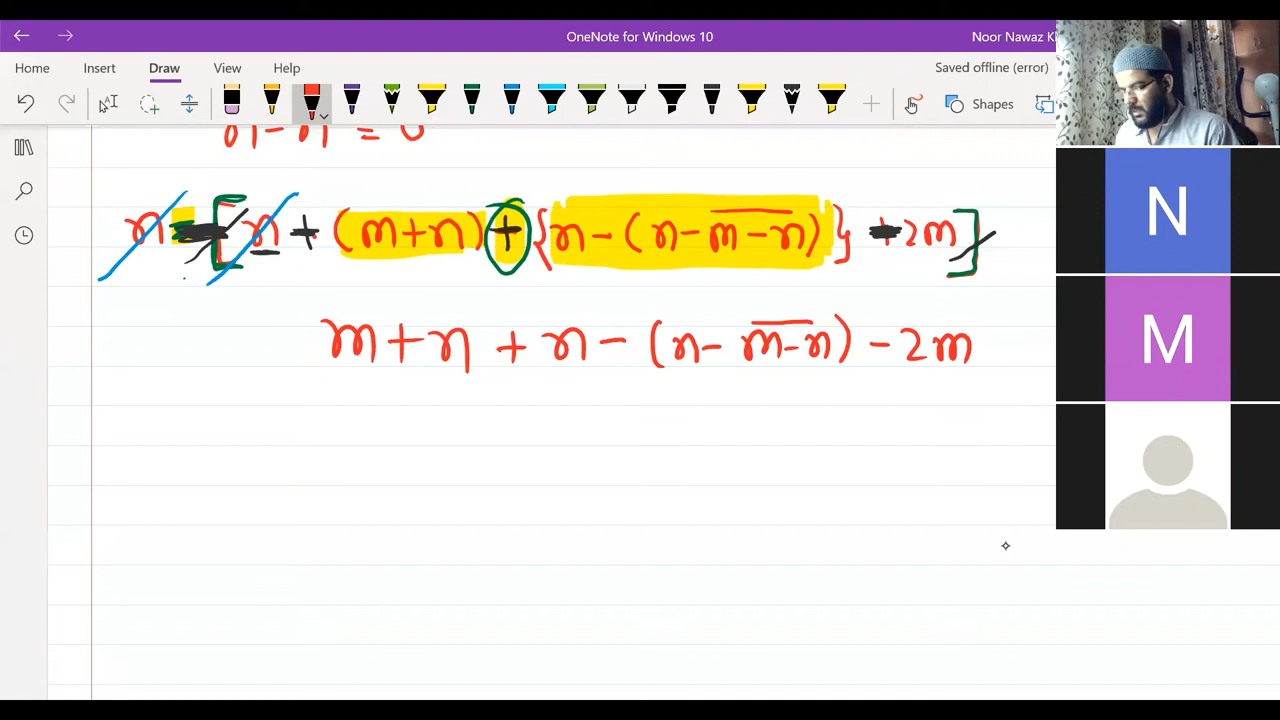 OneNote for Windows 10
Noor Nawaz K
Home Insert Draw View Help
Saved offline (error)
Shapes
n - [n + (m+n) + {n-(n-m̅-̅n̅)} + 2m]
m+n + n - (n- m̅-̅n̅) - 2m
N
M